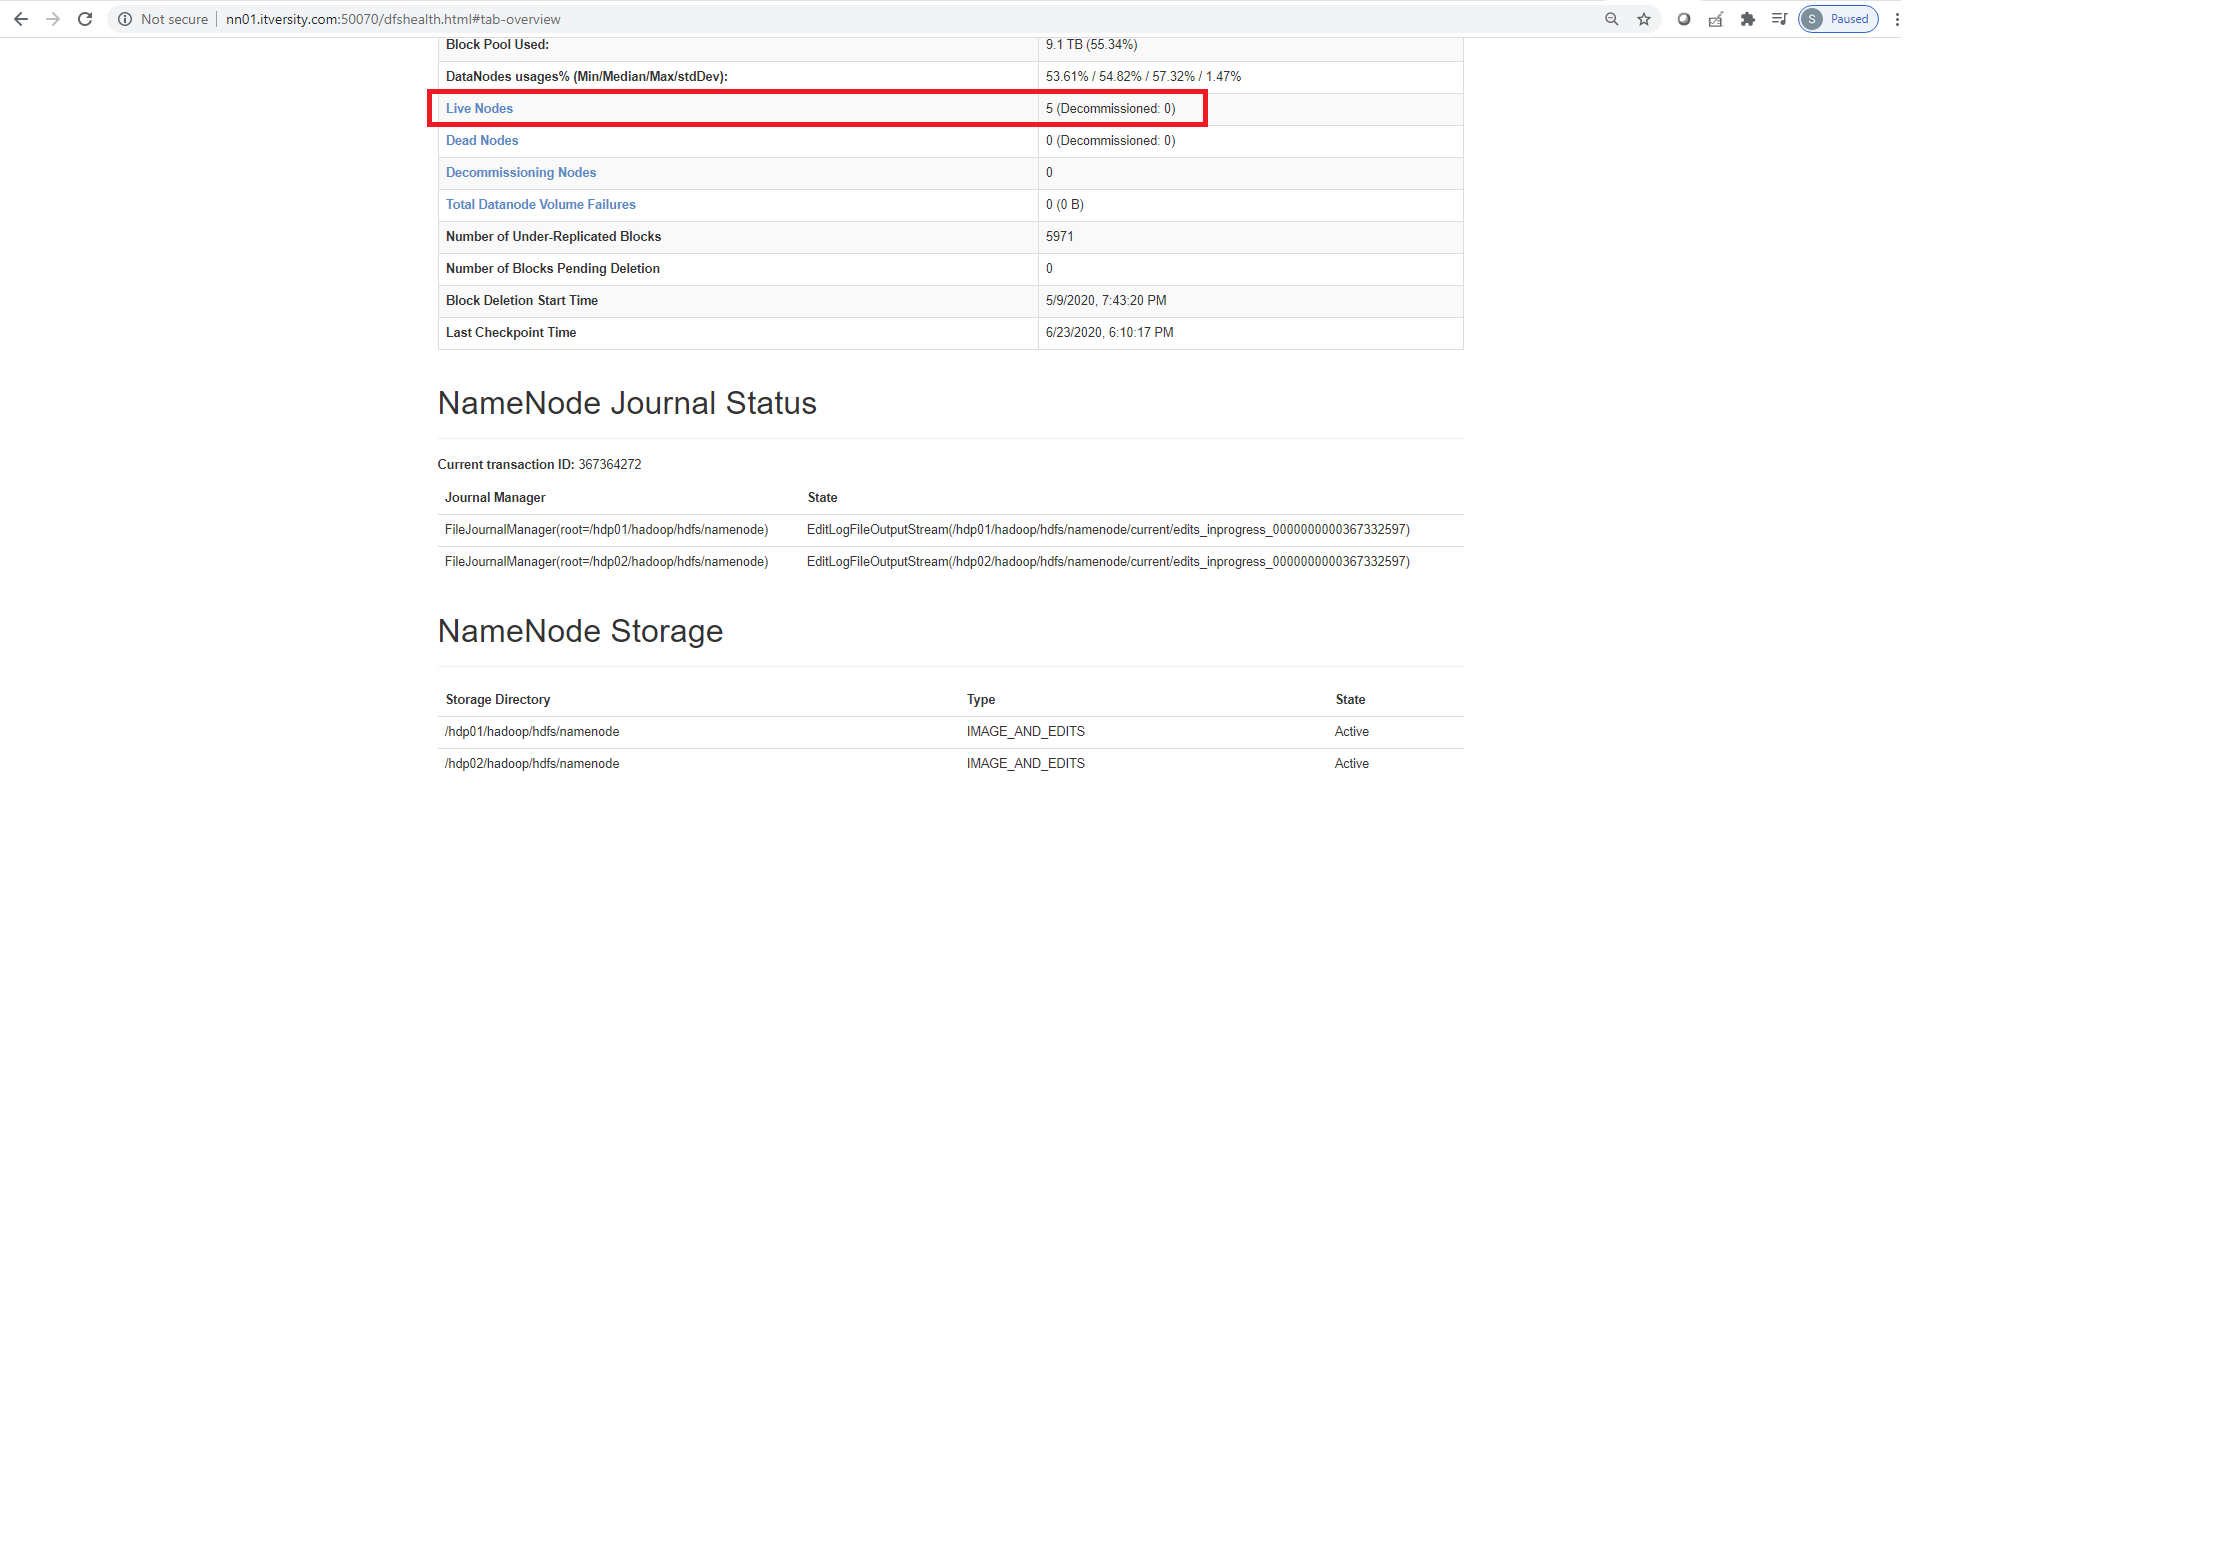 Not secure | nn01.itversity.com:50070/dfshealth.html#tab-overview S Paused
Block Pool Used: 9.1 TB (55.34%)
DataNodes usages% (Min/Median/Max/stdDev): 53.61% / 54.82% / 57.32% / 1.47%
Live Nodes 5 (Decommissioned: 0)
Dead Nodes 0 (Decommissioned: 0)
Decommissioning Nodes 0
Total Datanode Volume Failures 0 (0 B)
Number of Under-Replicated Blocks 5971
Number of Blocks Pending Deletion 0
Block Deletion Start Time 5/9/2020, 7:43:20 PM
Last Checkpoint Time 6/23/2020, 6:10:17 PM
NameNode Journal Status
Current transaction ID: 367364272
Journal Manager State
FileJournalManager(root=/hdp01/hadoop/hdfs/namenode) EditLogFileOutputStream(/hdp01/hadoop/hdfs/namenode/current/edits_inprogress_0000000000367332597)
FileJournalManager(root=/hdp02/hadoop/hdfs/namenode) EditLogFileOutputStream(/hdp02/hadoop/hdfs/namenode/current/edits_inprogress_0000000000367332597)
NameNode Storage
Storage Directory Type State
/hdp01/hadoop/hdfs/namenode IMAGE_AND_EDITS Active
/hdp02/hadoop/hdfs/namenode IMAGE_AND_EDITS Active